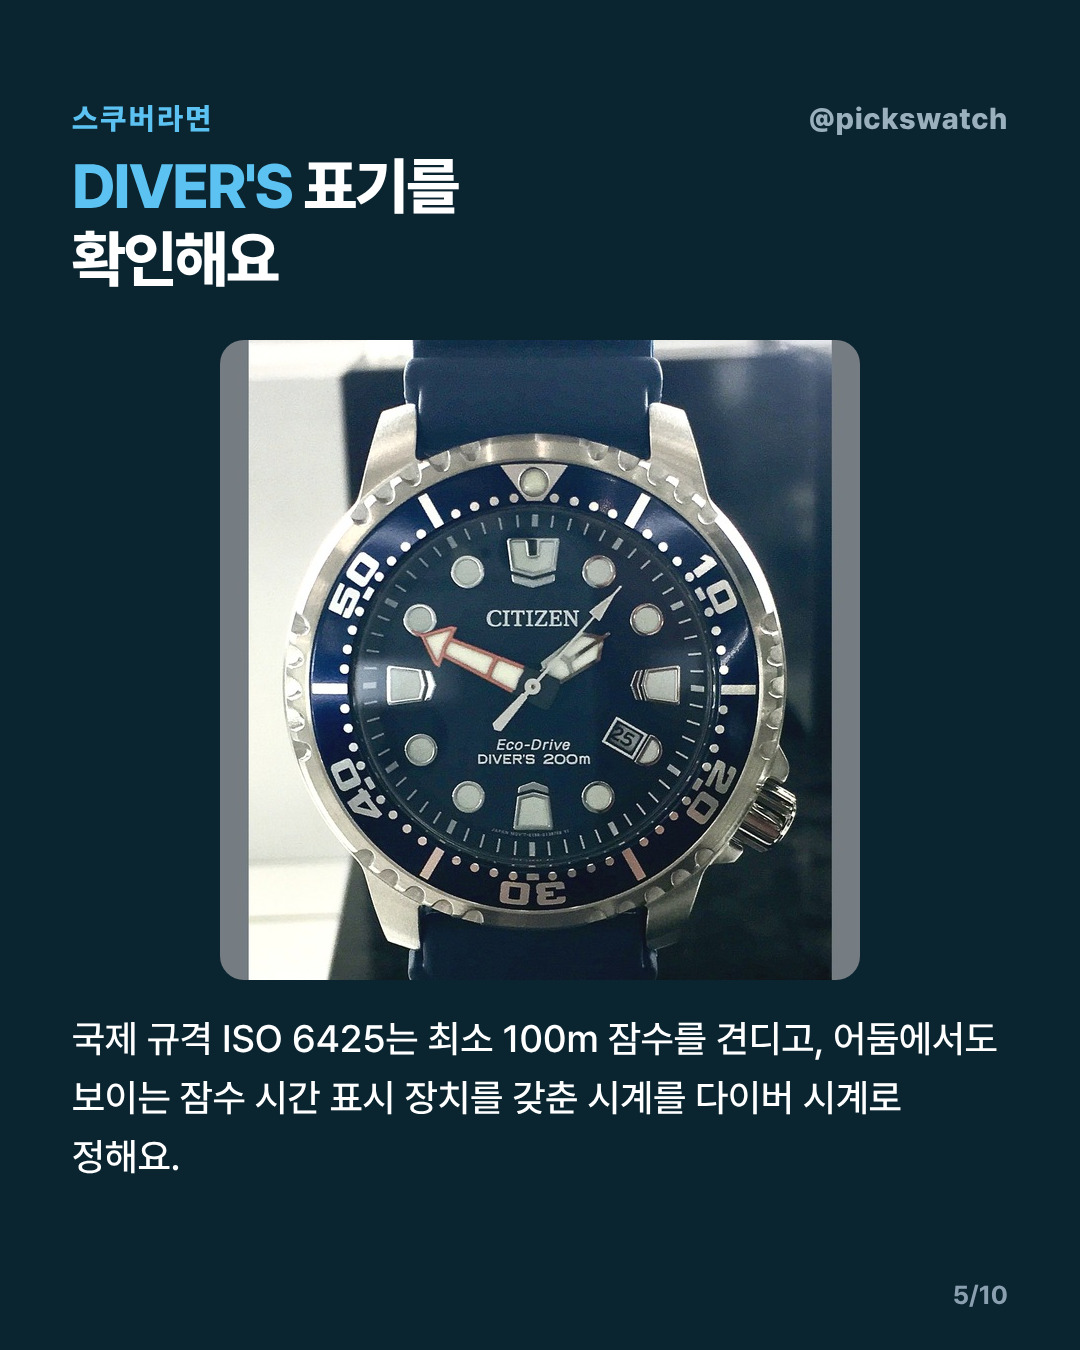 스쿠버라면
@pickswatch
DIVER'S 표기를
확인해요
50
10
CITIZEN
25
Eco-Drive
DIVER'S 200m
40
20
30
국제 규격 ISO 6425는 최소 100m 잠수를 견디고, 어둠에서도
보이는 잠수 시간 표시 장치를 갖춘 시계를 다이버 시계로
정해요.
5/10